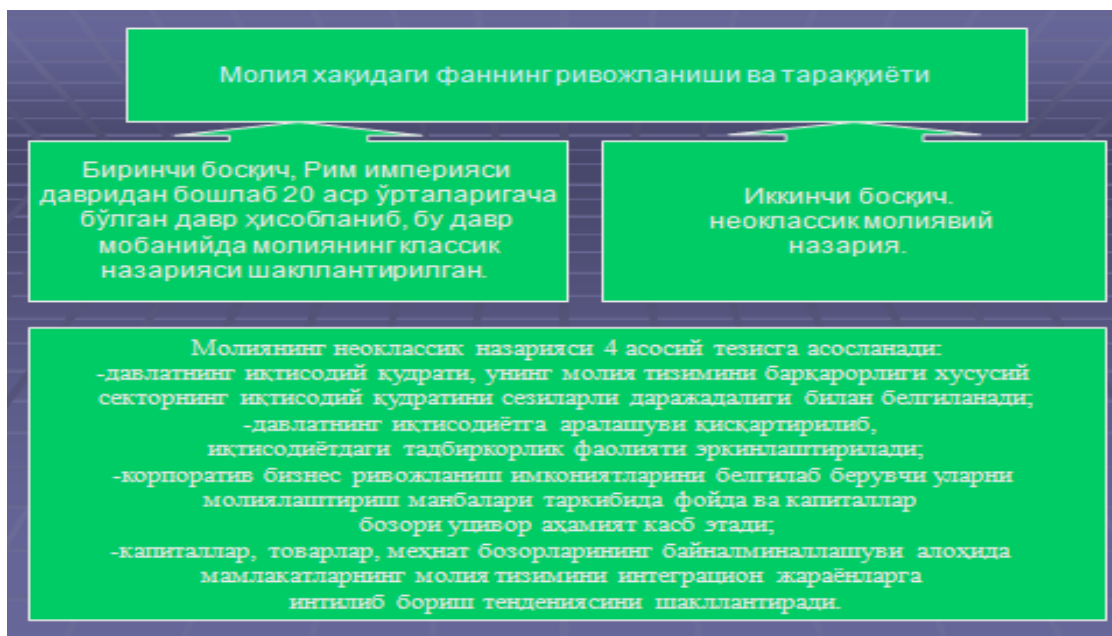 Молия хақидаги фаннинг ривожланиши ва тараққиёти
Биринчи босқич, Рим империяси
давридан бошлаб 20 аср ўрталаригача
бўлган давр ҳисобланиб, бу давр
мобанийда молиянинг классик
назарияси шакллантирилган.
Иккинчи босқич.
неоклассик молиявий
назария.
Молиянинг неоклассик назарияси 4 асосий тезисга асосланади:
-давлатнинг иқтисодий қудрати, унинг молия тизимини барқарорлиги хусусий
секторнинг иқтисодий қудратини сезиларли даражадалиги билан белгиланади;
-давлатнинг иқтисодиётга аралашуви қисқартирилиб,
иқтисодиётдаги тадбиркорлик фаолияти эркинлаштирилади;
-корпоратив бизнес ривожланиш имкониятларини белгилаб берувчи уларни
молиялаштириш манбалари таркибида фойда ва капиталлар
бозори уцивор аҳамият касб этади;
-капиталлар, товарлар, меҳнат бозорларининг байналминаллашуви алоҳида
мамлакатларнинг молия тизимини интеграцион жараёнларга
интилиб бориш тендениясини шакллантиради.